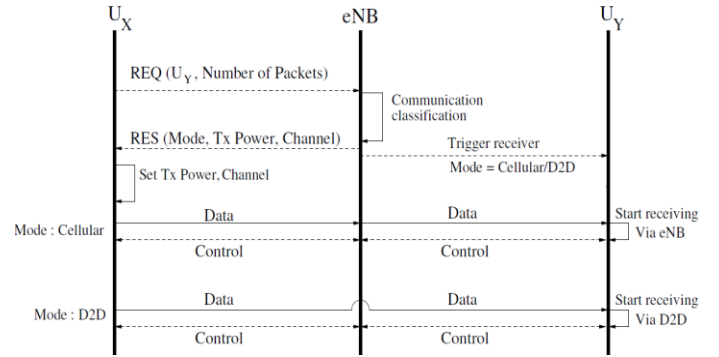 U_X eNB U_Y
REQ (U_Y, Number of Packets)
Communication
classification
RES (Mode, Tx Power, Channel)
Trigger receiver
Mode = Cellular/D2D
Set Tx Power, Channel
Data Data Start receiving
Mode : Cellular Via eNB
Control Control
Data Data Start receiving
Mode : D2D Via D2D
Control Control